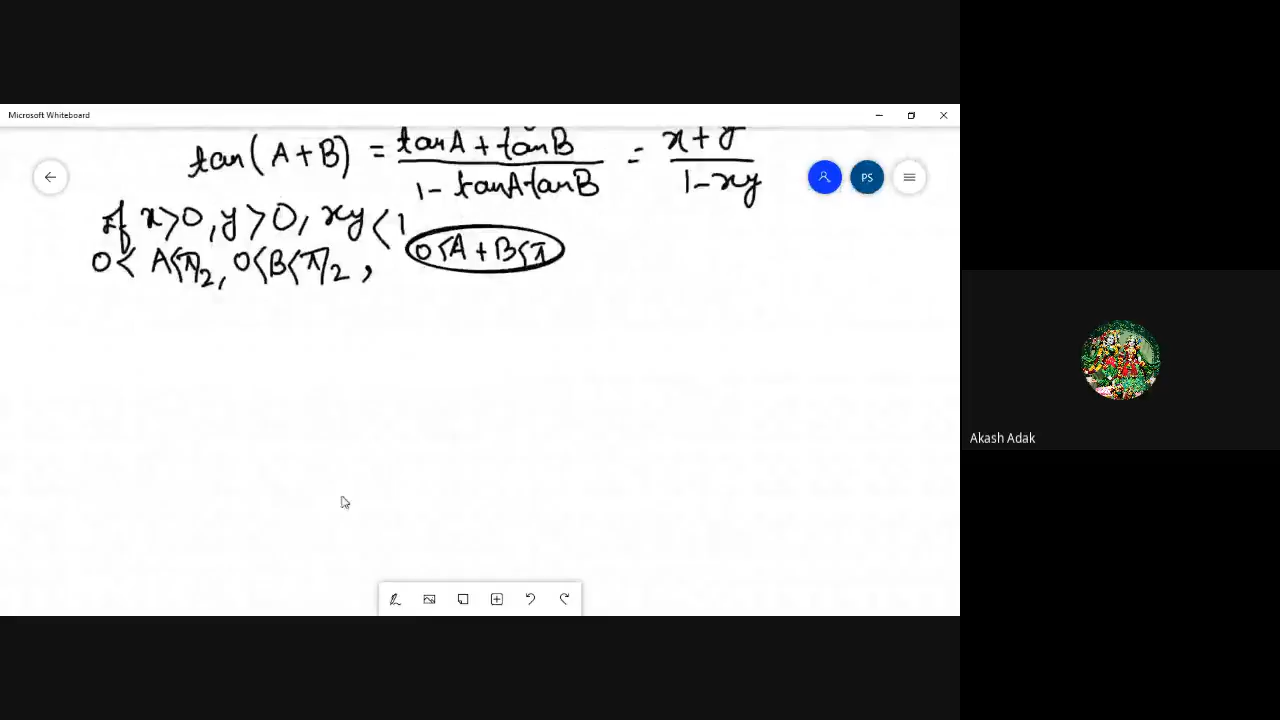 Microsoft Whiteboard
tan(A+B) = tanA + tanB / 1 - tanA tanB = x+y / 1-xy
PS
If x>0, y>0, xy<1
0< A<π/2, 0<B<π/2, 0<A+B<π
Akash Adak